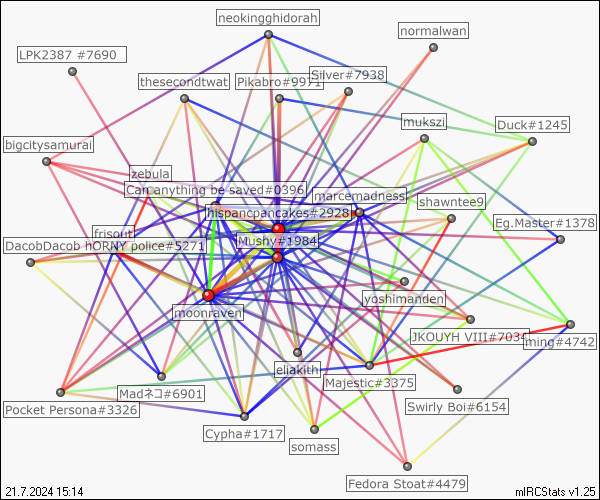 neokingghidorah
normalwan
LPK2387 #7690
thesecondtwat
Pikabro#9971
Silver#7938
mukszi
Duck#1245
bigcitysamurai
zebula
Can anything be saved#0396
marcemadness
shawntee9
hispancpancakes#2928
Eg.Master#1378
frisout
DacobDacob hORNY police#5271
Mushy#1984
yoshimanden
moonraven
JKOUYH VIII#7034
ming#4742
eliakith
Majestic#3375
Madネコ#6901
Pocket Persona#3326
Swirly Boi#6154
Cypha#1717
somass
Fedora Stoat#4479
21.7.2024 15:14
mIRCStats v1.25